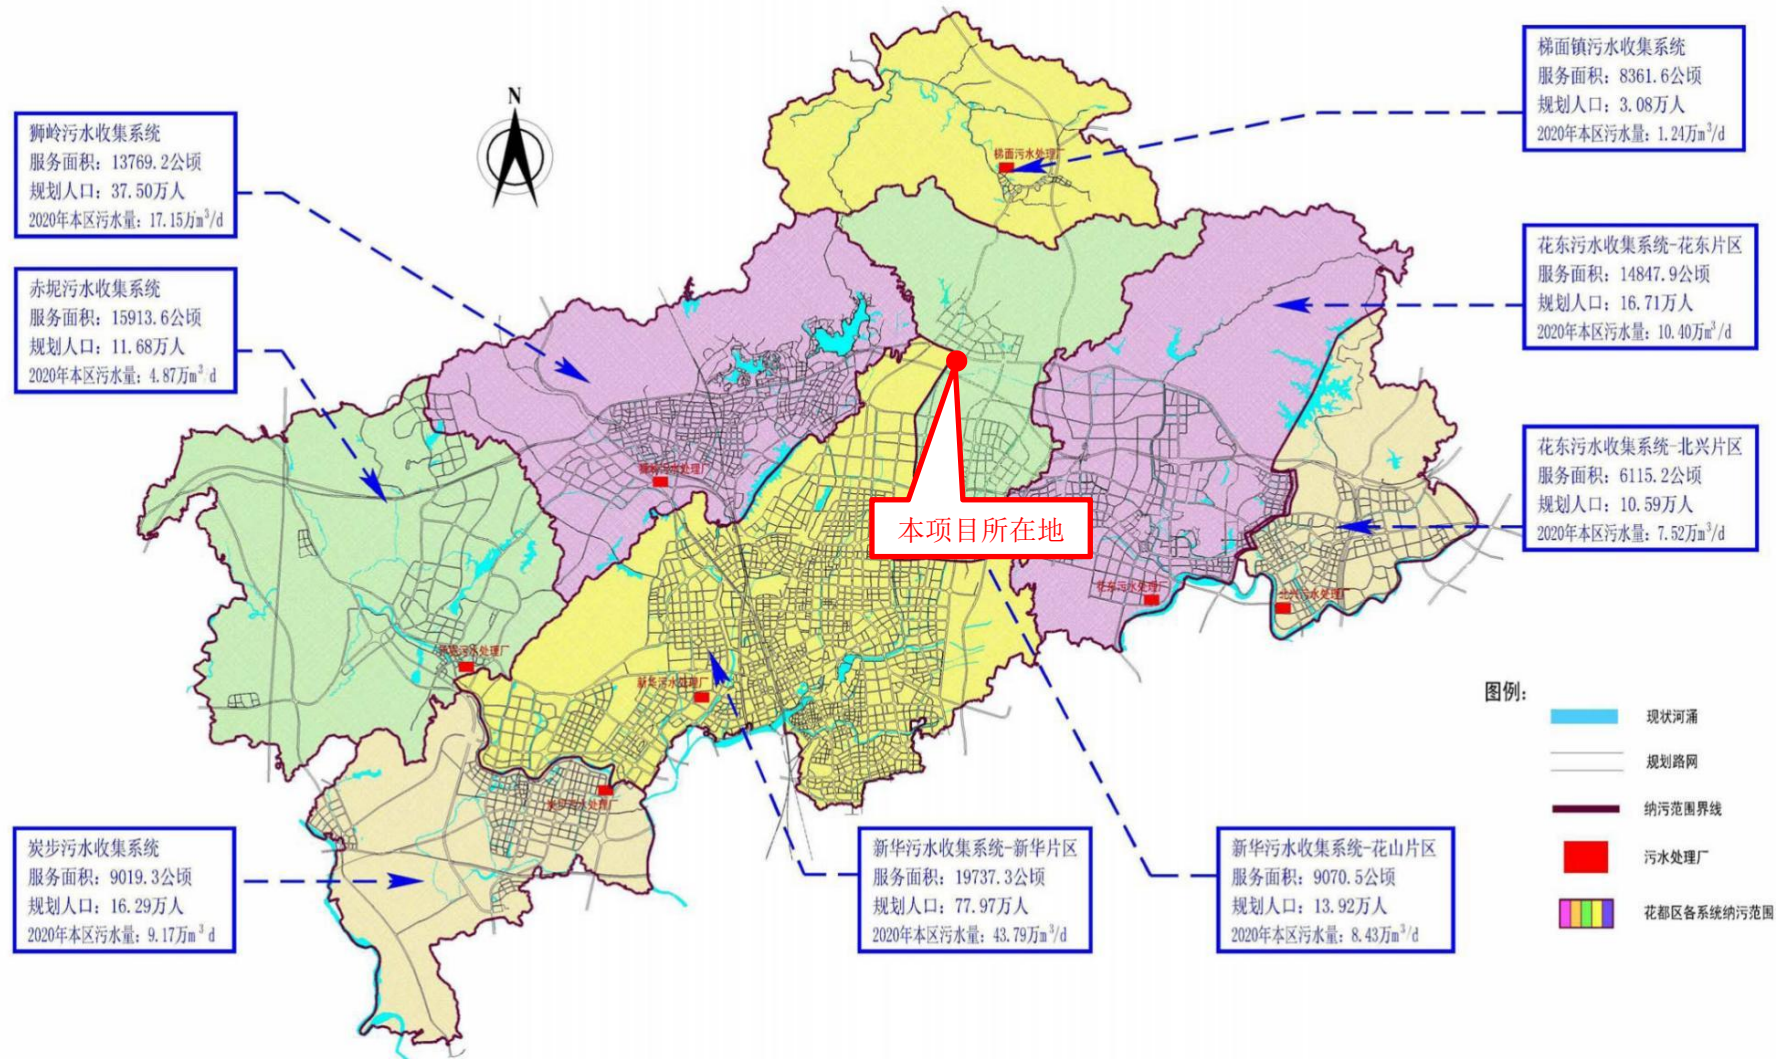 梯面镇污水收集系统
服务面积：8361.6公顷
规划人口：3.08万人
2020年本区污水量：1.24万m³/d
N
狮岭污水收集系统
服务面积：13769.2公顷
规划人口：37.50万人
2020年本区污水量：17.15万m³/d
梯面污水处理厂
花东污水收集系统-花东片区
服务面积：14847.9公顷
规划人口：16.71万人
2020年本区污水量：10.40万m³/d
赤坭污水收集系统
服务面积：15913.6公顷
规划人口：11.68万人
2020年本区污水量：4.87万m³/d
花东污水收集系统-北兴片区
服务面积：6115.2公顷
规划人口：10.59万人
2020年本区污水量：7.52万m³/d
狮岭污水处理厂
本项目所在地
花东污水处理厂
北兴污水处理厂
赤坭污水处理厂
新华污水处理厂
炭步污水处理厂
图例：
现状河涌
规划路网
纳污范围界线
污水处理厂
花都区各系统纳污范围
炭步污水收集系统
服务面积：9019.3公顷
规划人口：16.29万人
2020年本区污水量：9.17万m³ d
新华污水收集系统-新华片区
服务面积：19737.3公顷
规划人口：77.97万人
2020年本区污水量：43.79万m³/d
新华污水收集系统-花山片区
服务面积：9070.5公顷
规划人口：13.92万人
2020年本区污水量：8.43万m³/d